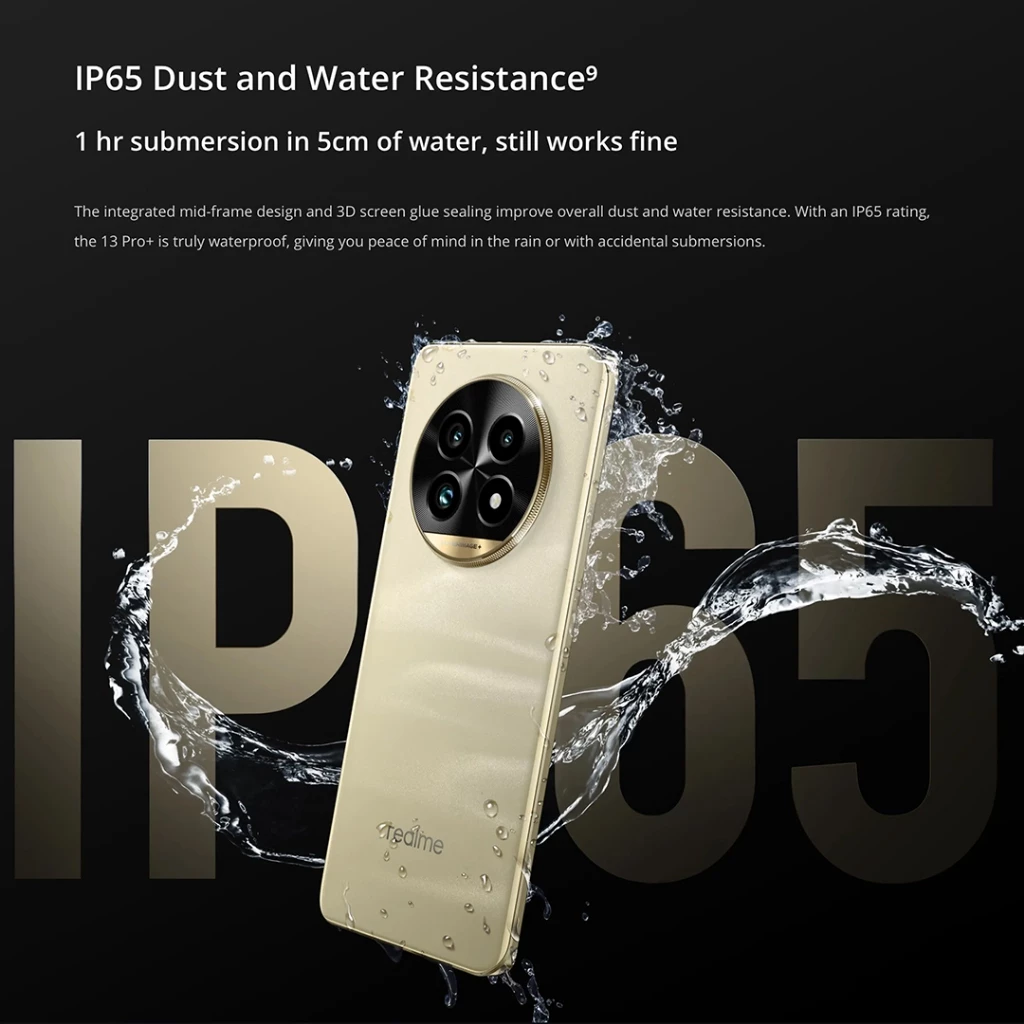 IP65 Dust and Water Resistance⁹
1 hr submersion in 5cm of water, still works fine
The integrated mid-frame design and 3D screen glue sealing improve overall dust and water resistance. With an IP65 rating,
the 13 Pro+ is truly waterproof, giving you peace of mind in the rain or with accidental submersions.
IP65
realme